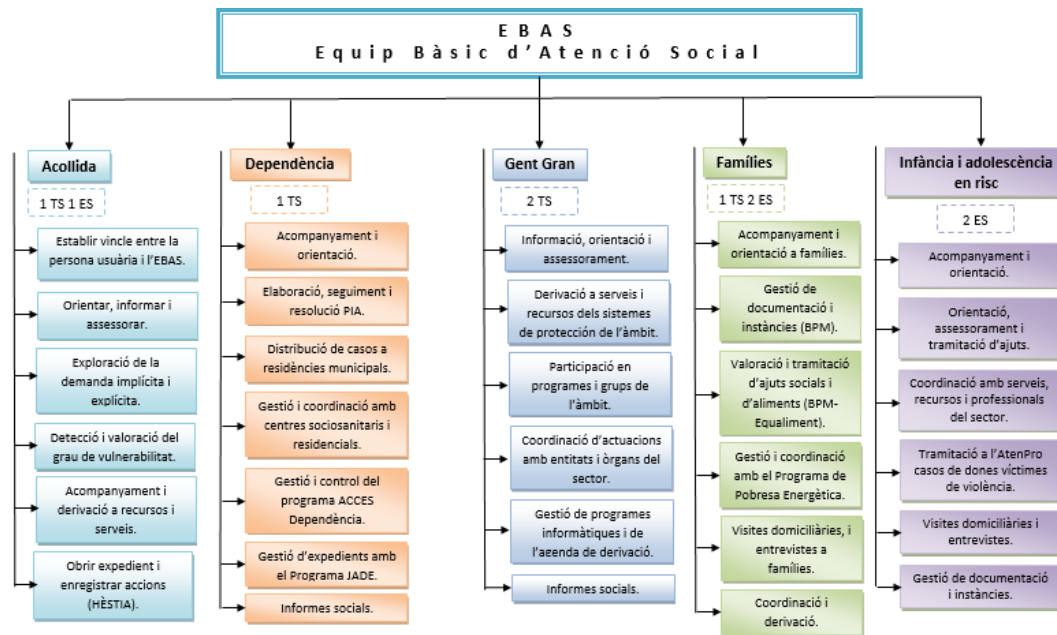 EBAS
Equip Bàsic d'Atenció Social
Acollida
1 TS 1 ES
Establir vincle entre la
persona usuària i l'EBAS.
Orientar, informar i
assessorar.
Exploració de la
demanda implícita i
explícita.
Detecció i valoració del
grau de vulnerabilitat.
Acompanyament i
derivació a recursos i
serveis.
Obrir expedient i
enregistrar accions
(HÈSTIA).
Dependència
1 TS
Acompanyament i
orientació.
Elaboració, seguiment i
resolució PIA.
Distribució de casos a
residències municipals.
Gestió i coordinació amb
centres sociosanitaris i
residencials.
Gestió i control del
programa ACCES
Dependència.
Gestió d'expedients amb
el Programa JADE.
Informes socials.
Gent Gran
2 TS
Informació, orientació i
assessorament.
Derivació a serveis i
recursos dels sistemes
de protecció de l'àmbit.
Participació en
programes i grups de
l'àmbit.
Coordinació d'actuacions
amb entitats i òrgans del
sector.
Gestió de programes
informàtics i de
l'agenda de derivació.
Informes socials.
Famílies
1 TS 2 ES
Acompanyament i
orientació a famílies.
Gestió de
documentació i
instàncies (BPM).
Valoració i tramitació
d'ajuts socials i
d'aliments (BPM-
Equaliment).
Gestió i coordinació
amb el Programa de
Pobresa Energètica.
Visites domiciliàries, i
entrevistes a
famílies.
Coordinació i
derivació.
Infància i adolescència
en risc
2 ES
Acompanyament i
orientació.
Orientació,
assessorament i
tramitació d'ajuts.
Coordinació amb serveis,
recursos i professionals
del sector.
Tramitació a l'AtenPro
casos de dones víctimes
de violència.
Visites domiciliàries i
entrevistes.
Gestió de documentació
i instàncies.